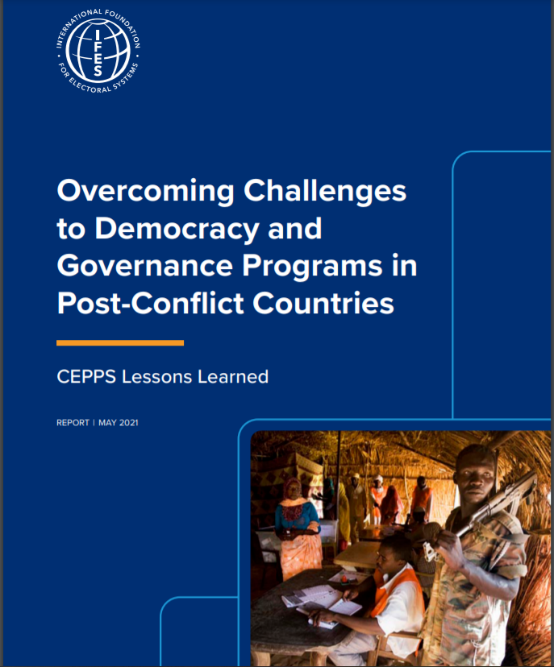 INTERNATIONAL FOUNDATION
FOR ELECTORAL SYSTEMS
IFES
Overcoming Challenges
to Democracy and
Governance Programs in
Post-Conflict Countries
CEPPS Lessons Learned
REPORT | MAY 2021